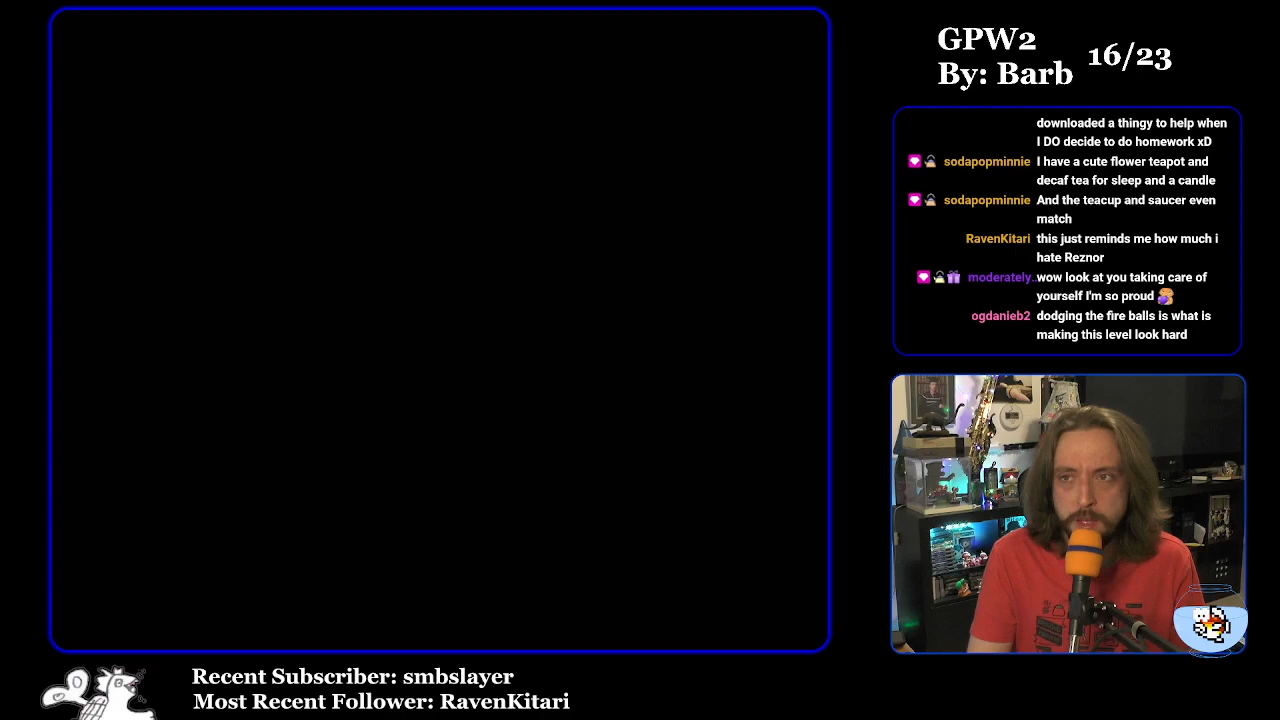 GPW2
By: Barb
16/23
downloaded a thingy to help when
I DO decide to do homework xD
sodapopminnie I have a cute flower teapot and
decaf tea for sleep and a candle
sodapopminnie And the teacup and saucer even
match
RavenKitari this just reminds me how much i
hate Reznor
moderately.. wow look at you taking care of
yourself I'm so proud
ogdanleb2 dodging the fire balls is what is
making this level look hard
Recent Subscriber: smbslayer
Most Recent Follower: RavenKitari